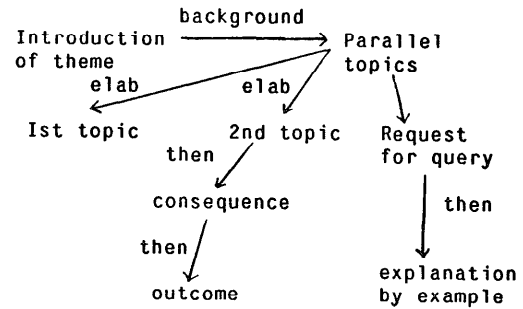 background
Introduction
of theme
Parallel
topics
elab
elab
Ist topic
2nd topic
Request
for query
then
then
consequence
then
outcome
explanation
by example